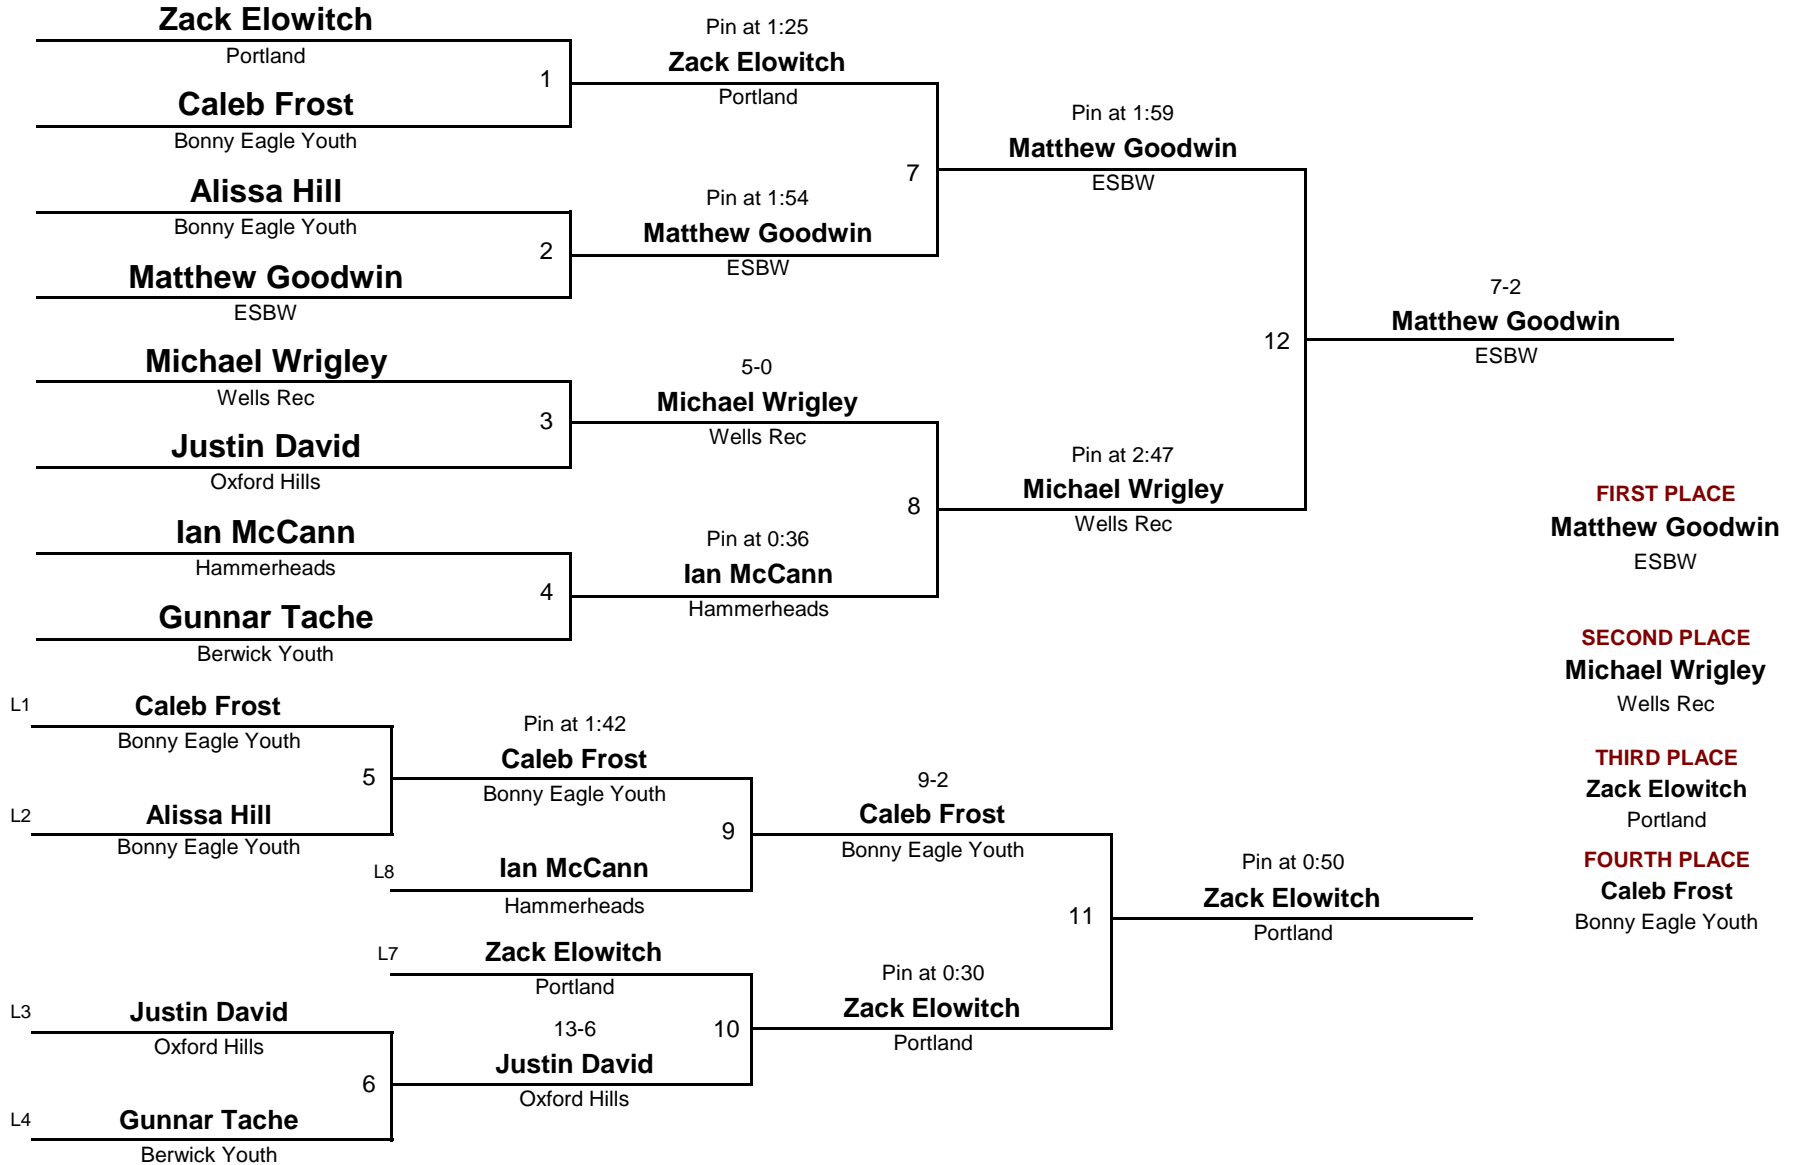 Zack Elowitch
Portland
1
Caleb Frost
Bonny Eagle Youth
Alissa Hill
Bonny Eagle Youth
2
Matthew Goodwin
ESBW
Michael Wrigley
Wells Rec
3
Justin David
Oxford Hills
Ian McCann
Hammerheads
4
Gunnar Tache
Berwick Youth
Pin at 1:25
Zack Elowitch
Portland
7
Pin at 1:54
Matthew Goodwin
ESBW
5-0
Michael Wrigley
Wells Rec
8
Pin at 0:36
Ian McCann
Hammerheads
Pin at 1:59
Matthew Goodwin
ESBW
12
Pin at 2:47
Michael Wrigley
Wells Rec
7-2
Matthew Goodwin
ESBW
L1
Caleb Frost
Bonny Eagle Youth
5
L2
Alissa Hill
Bonny Eagle Youth
L3
Justin David
Oxford Hills
6
L4
Gunnar Tache
Berwick Youth
Pin at 1:42
Caleb Frost
Bonny Eagle Youth
9
L8
Ian McCann
Hammerheads
L7
Zack Elowitch
Portland
10
13-6
Justin David
Oxford Hills
9-2
Caleb Frost
Bonny Eagle Youth
11
Pin at 0:30
Zack Elowitch
Portland
Pin at 0:50
Zack Elowitch
Portland
FIRST PLACE
Matthew Goodwin
ESBW
SECOND PLACE
Michael Wrigley
Wells Rec
THIRD PLACE
Zack Elowitch
Portland
FOURTH PLACE
Caleb Frost
Bonny Eagle Youth